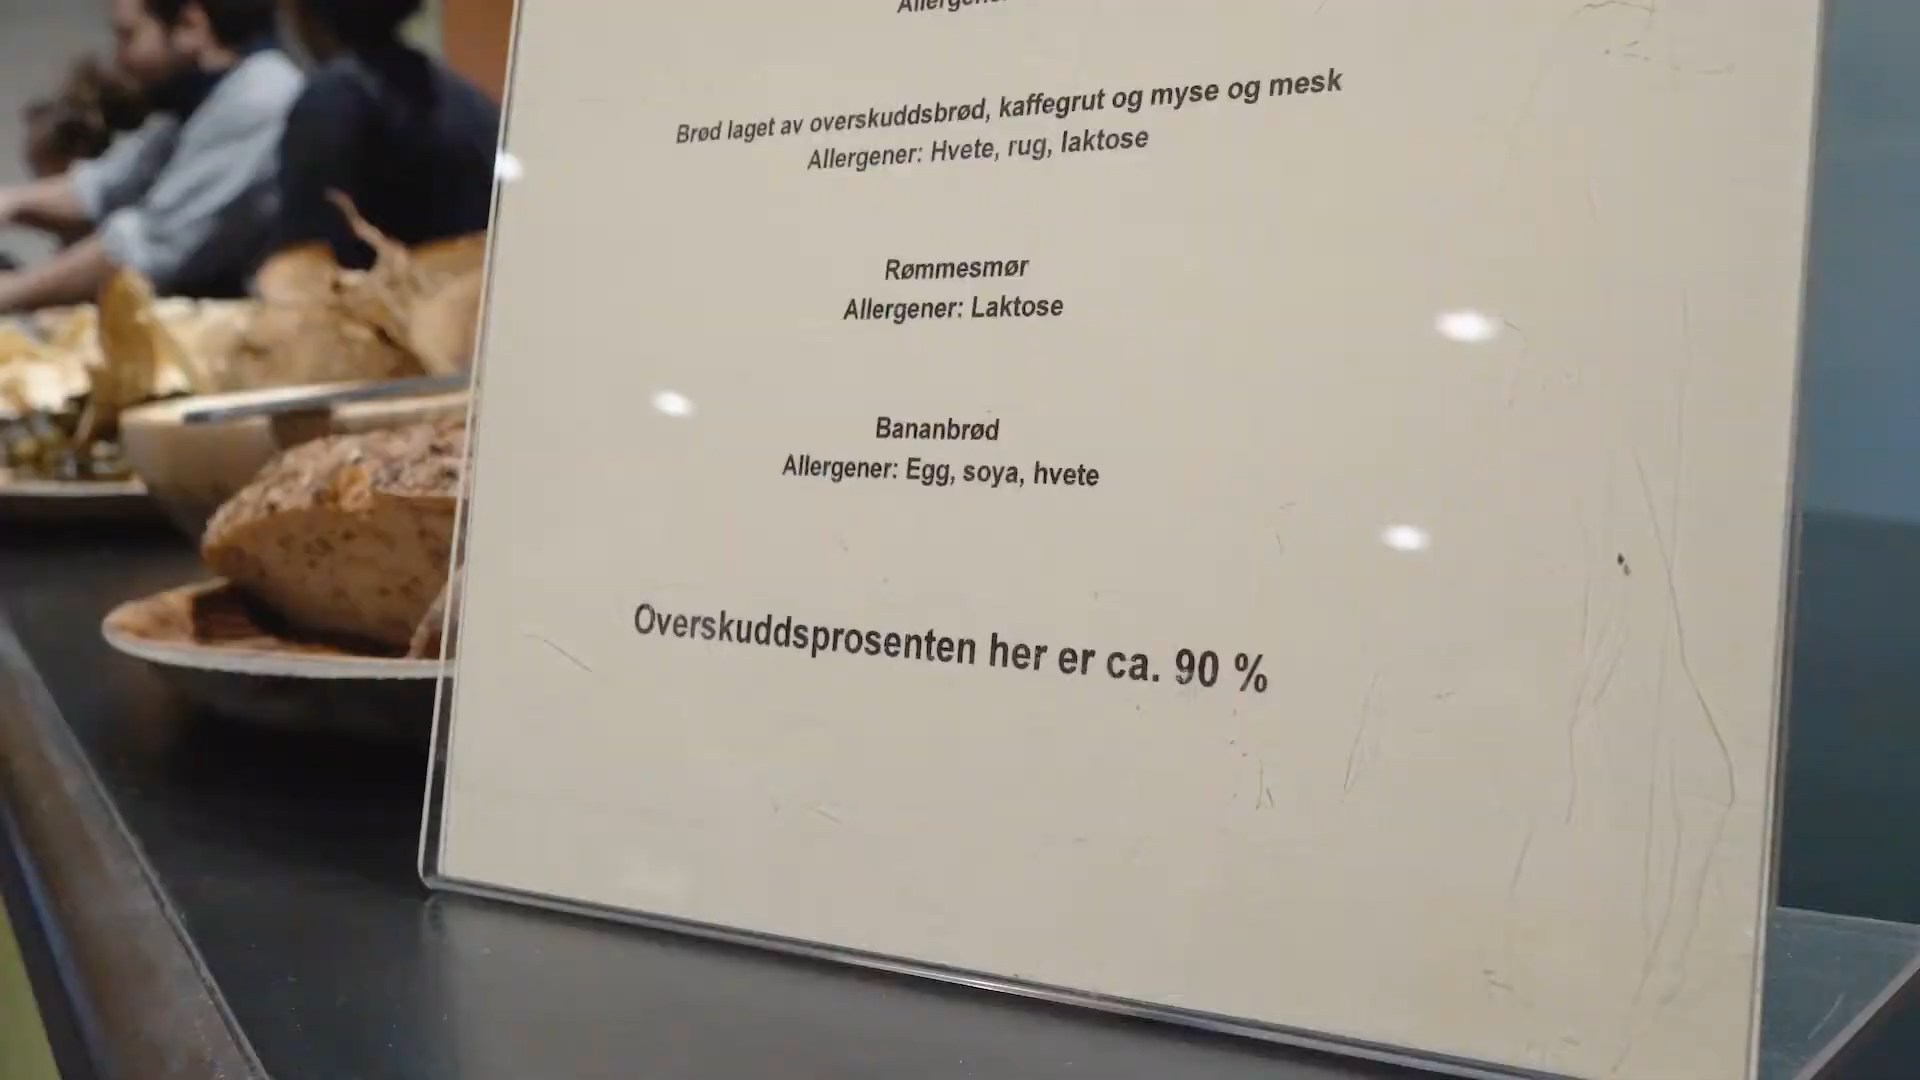 Brød laget av overskuddsbrød, kaffegrut og myse og mesk
Allergener: Hvete, rug, laktose
Rømmesmør
Allergener: Laktose
Bananbrød
Allergener: Egg, soya, hvete
Overskuddsprosenten her er ca. 90 %